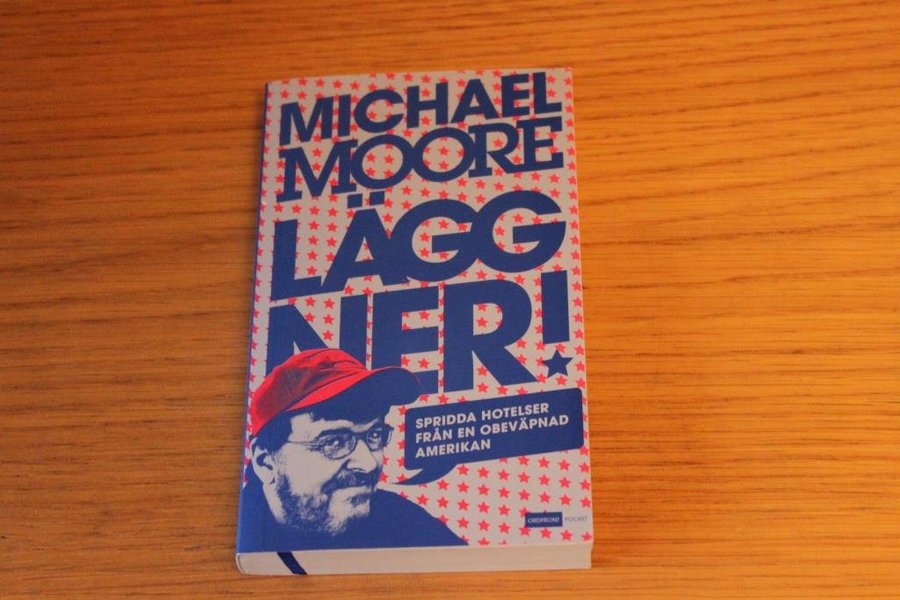 MICHAEL
MOORE
LÄGG
NER!
SPRIDDA HOTELSER
FRÅN EN OBEVÄPNAD
AMERIKAN
ORDFRONT POCKET